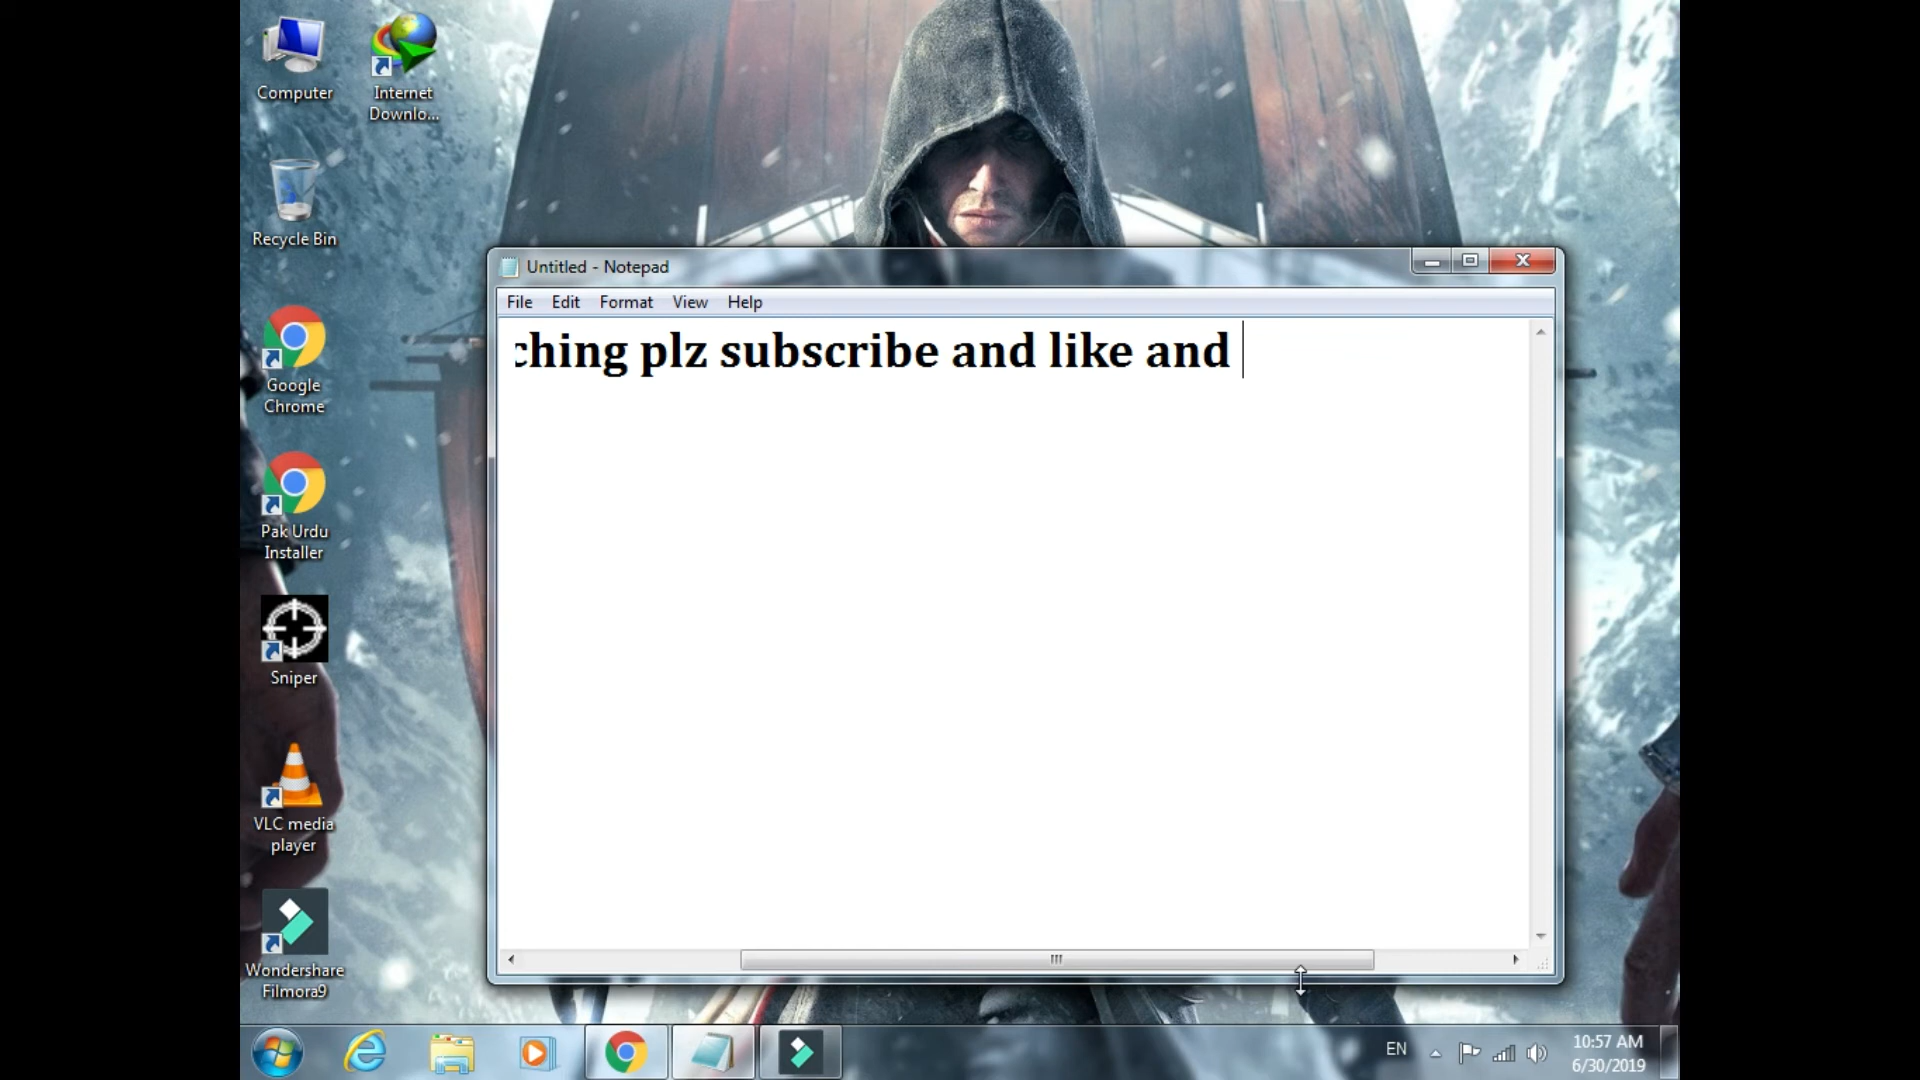 Computer
Internet
Downlo...
Recycle Bin
Google
Chrome
Pak Urdu
Installer
Sniper
VLC media
player
Wondershare
Filmora9
Untitled - Notepad
File Edit Format View Help
ching plz subscribe and like and
EN
10:57 AM
6/30/2019